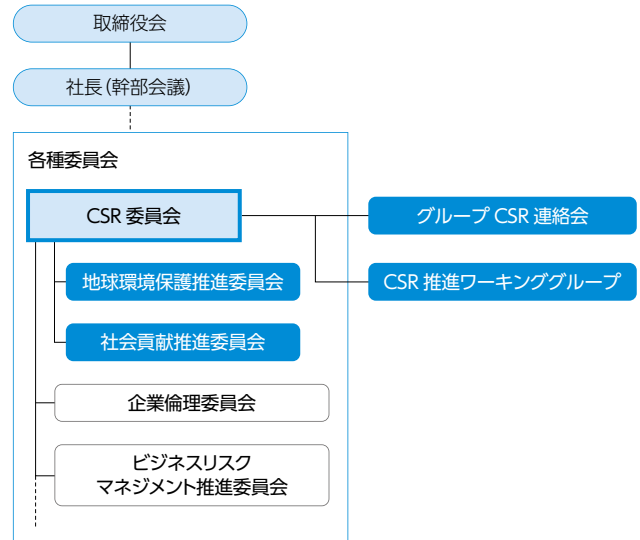 取締役会
社長(幹部会議)
各種委員会
CSR 委員会
グループ CSR 連絡会
地球環境保護推進委員会
CSR 推進ワーキンググループ
社会貢献推進委員会
企業倫理委員会
ビジネスリスク
マネジメント推進委員会